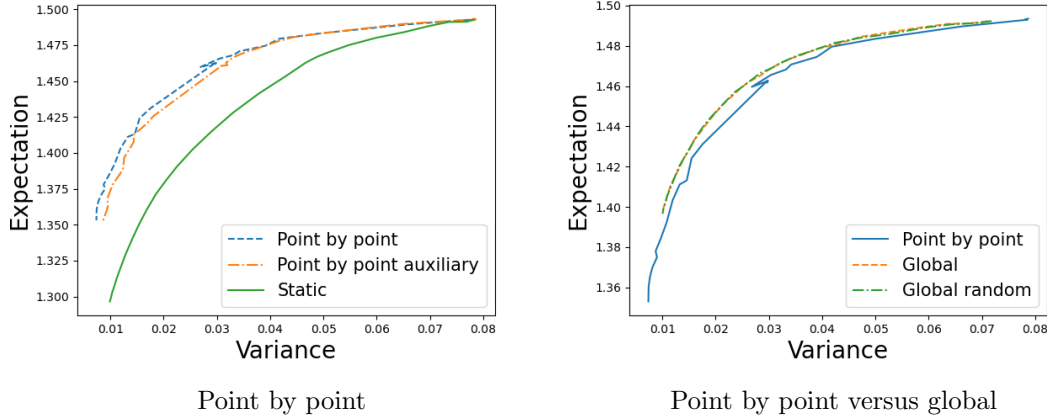 1.500
1.475
1.450
1.425
1.400
1.375
1.350
1.325
1.300
Expectation
Point by point
Point by point auxiliary
Static
0.01 0.02 0.03 0.04 0.05 0.06 0.07 0.08
Variance
Point by point
1.50
1.48
1.46
1.44
1.42
1.40
1.38
1.36
Expectation
Point by point
Global
Global random
0.01 0.02 0.03 0.04 0.05 0.06 0.07 0.08
Variance
Point by point versus global